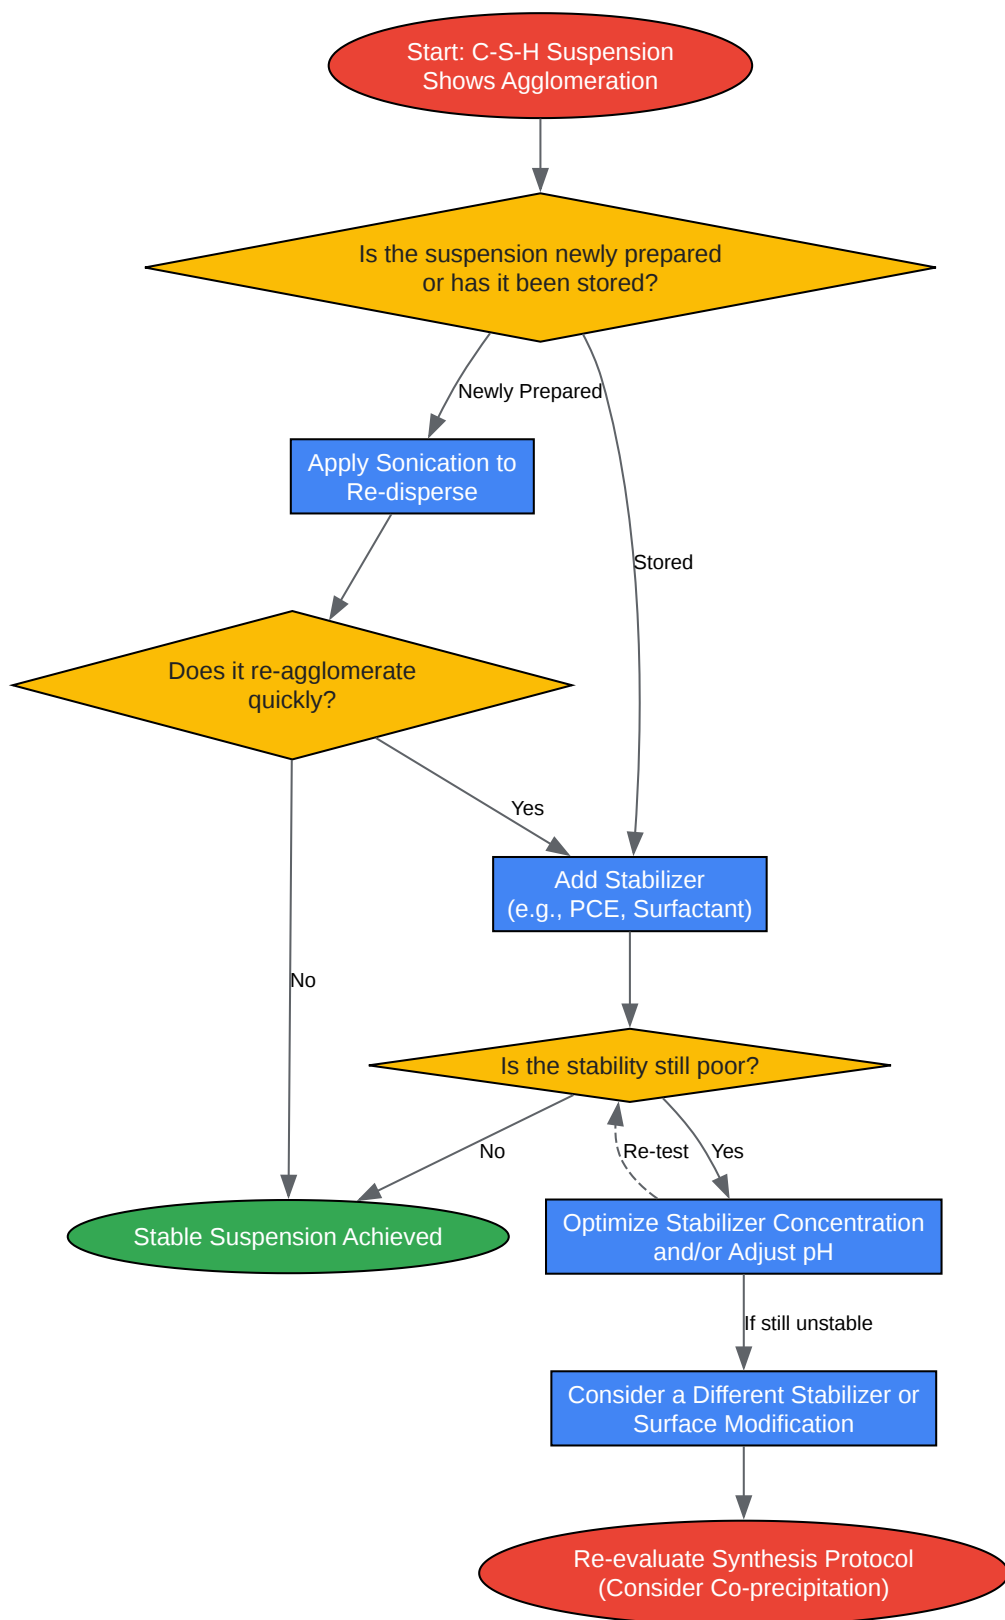 Start: C-S-H Suspension
Shows Agglomeration
Is the suspension newly prepared
or has it been stored?
Newly Prepared
Apply Sonication to
Re-disperse
Stored
Does it re-agglomerate
quickly?
Yes
Add Stabilizer
(e.g., PCE, Surfactant)
No
Is the stability still poor?
No
Re-test
Yes
Stable Suspension Achieved
Optimize Stabilizer Concentration
and/or Adjust pH
If still unstable
Consider a Different Stabilizer or
Surface Modification
Re-evaluate Synthesis Protocol
(Consider Co-precipitation)